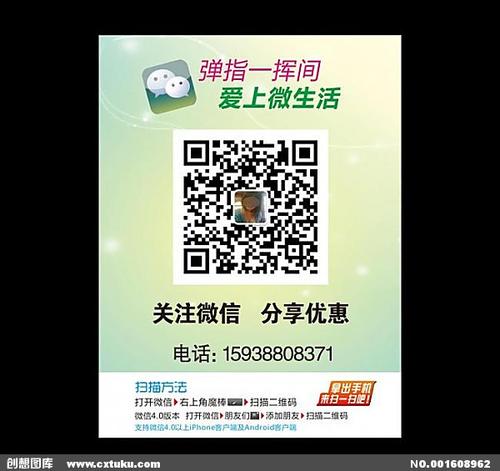 弹指一挥间
爱上微生活
关注微信 分享优惠
电话: 15938808371
扫描方法
打开微信 右上角魔棒 扫描二维码
微信4.0版本 打开微信 朋友们 添加朋友 扫描二维码
支持微信4.0以上iPhone客户端及Android客户端
拿出手机
来扫一扫吧!
创想图库 www.cxtuku.com NO.001608962